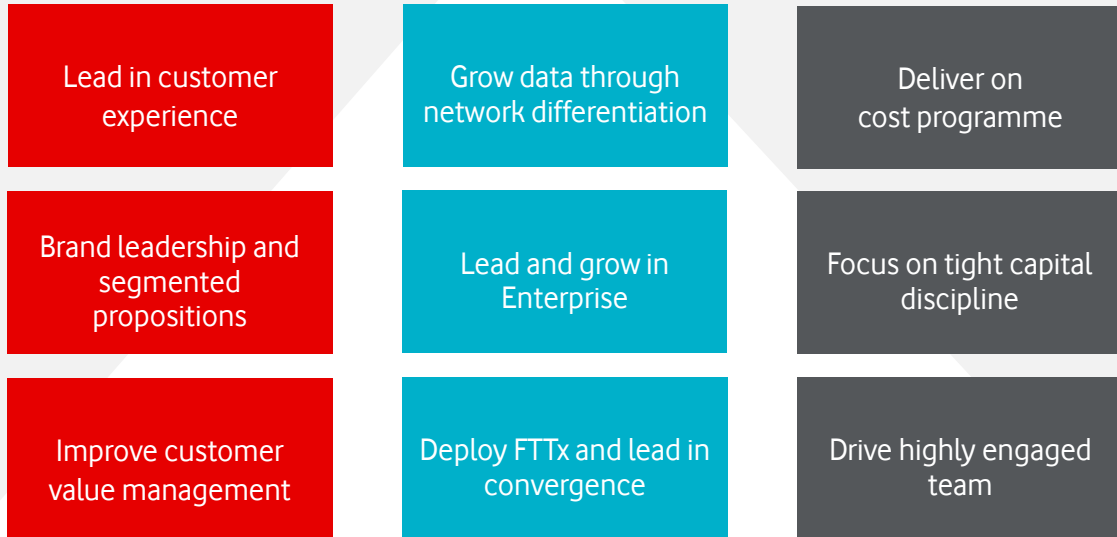 Lead in customer
experience
Grow data through
network differentiation
Deliver on
cost programme
Brand leadership and
segmented
propositions
Lead and grow in
Enterprise
Focus on tight capital
discipline
Improve customer
value management
Deploy FTTx and lead in
convergence
Drive highly engaged
team